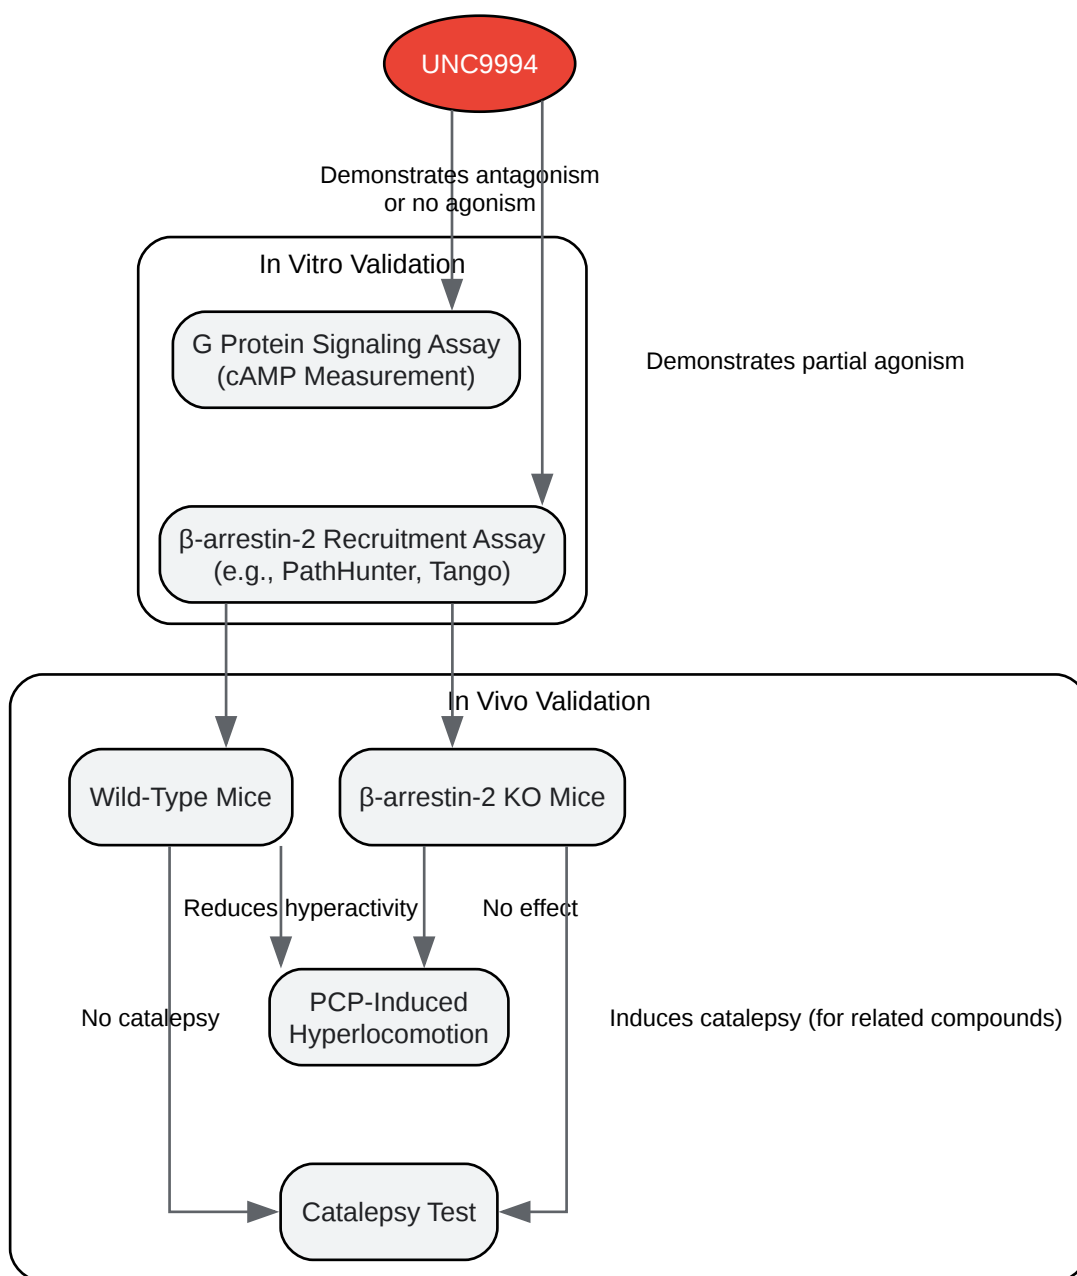 UNC9994
Demonstrates antagonism
or no agonism
In Vitro Validation
G Protein Signaling Assay
(cAMP Measurement)
Demonstrates partial agonism
β-arrestin-2 Recruitment Assay
(e.g., PathHunter, Tango)
In Vivo Validation
Wild-Type Mice
β-arrestin-2 KO Mice
Reduces hyperactivity
No effect
PCP-Induced
Hyperlocomotion
No catalepsy
Induces catalepsy (for related compounds)
Catalepsy Test